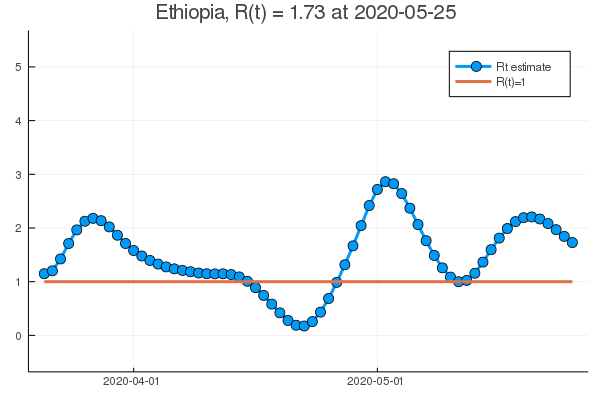 Ethiopia, R(t) = 1.73 at 2020-05-25
5
4
3
2
1
0
Rt estimate
R(t)=1
2020-04-01
2020-05-01